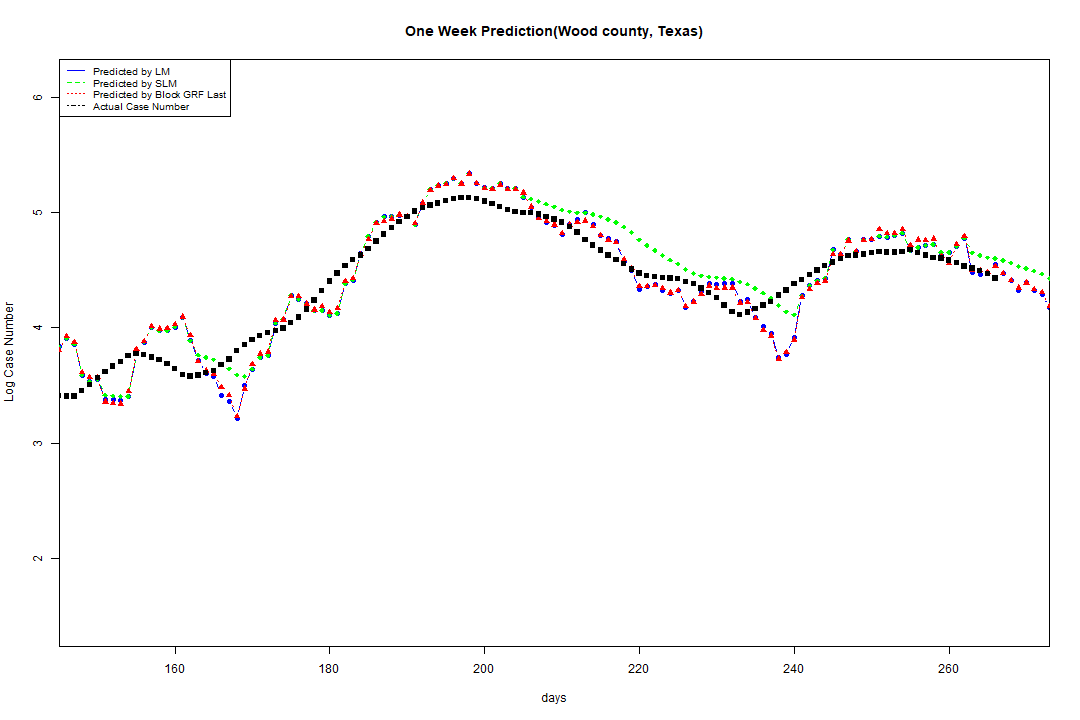 One Week Prediction(Wood county, Texas)
Predicted by LM
Predicted by SLM
Predicted by Block GRF Last
Actual Case Number
6
5
4
3
2
Log Case Number
160 180 200 220 240 260
days